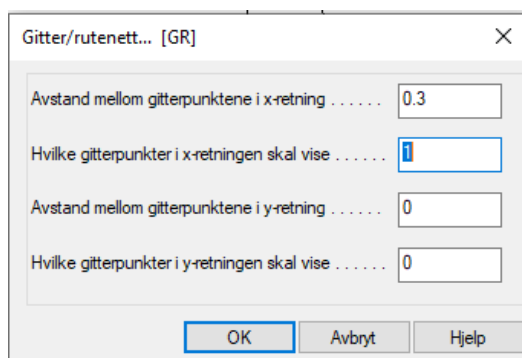 Gitter/rutenett... [GR]
Avstand mellom gitterpunktene i x-retning . . . . . . 0.3
Hvilke gitterpunkter i x-retningen skal vise . . . . . . 1
Avstand mellom gitterpunktene i y-retning . . . . . . 0
Hvilke gitterpunkter i y-retningen skal vise . . . . . . 0
OK Avbryt Hjelp